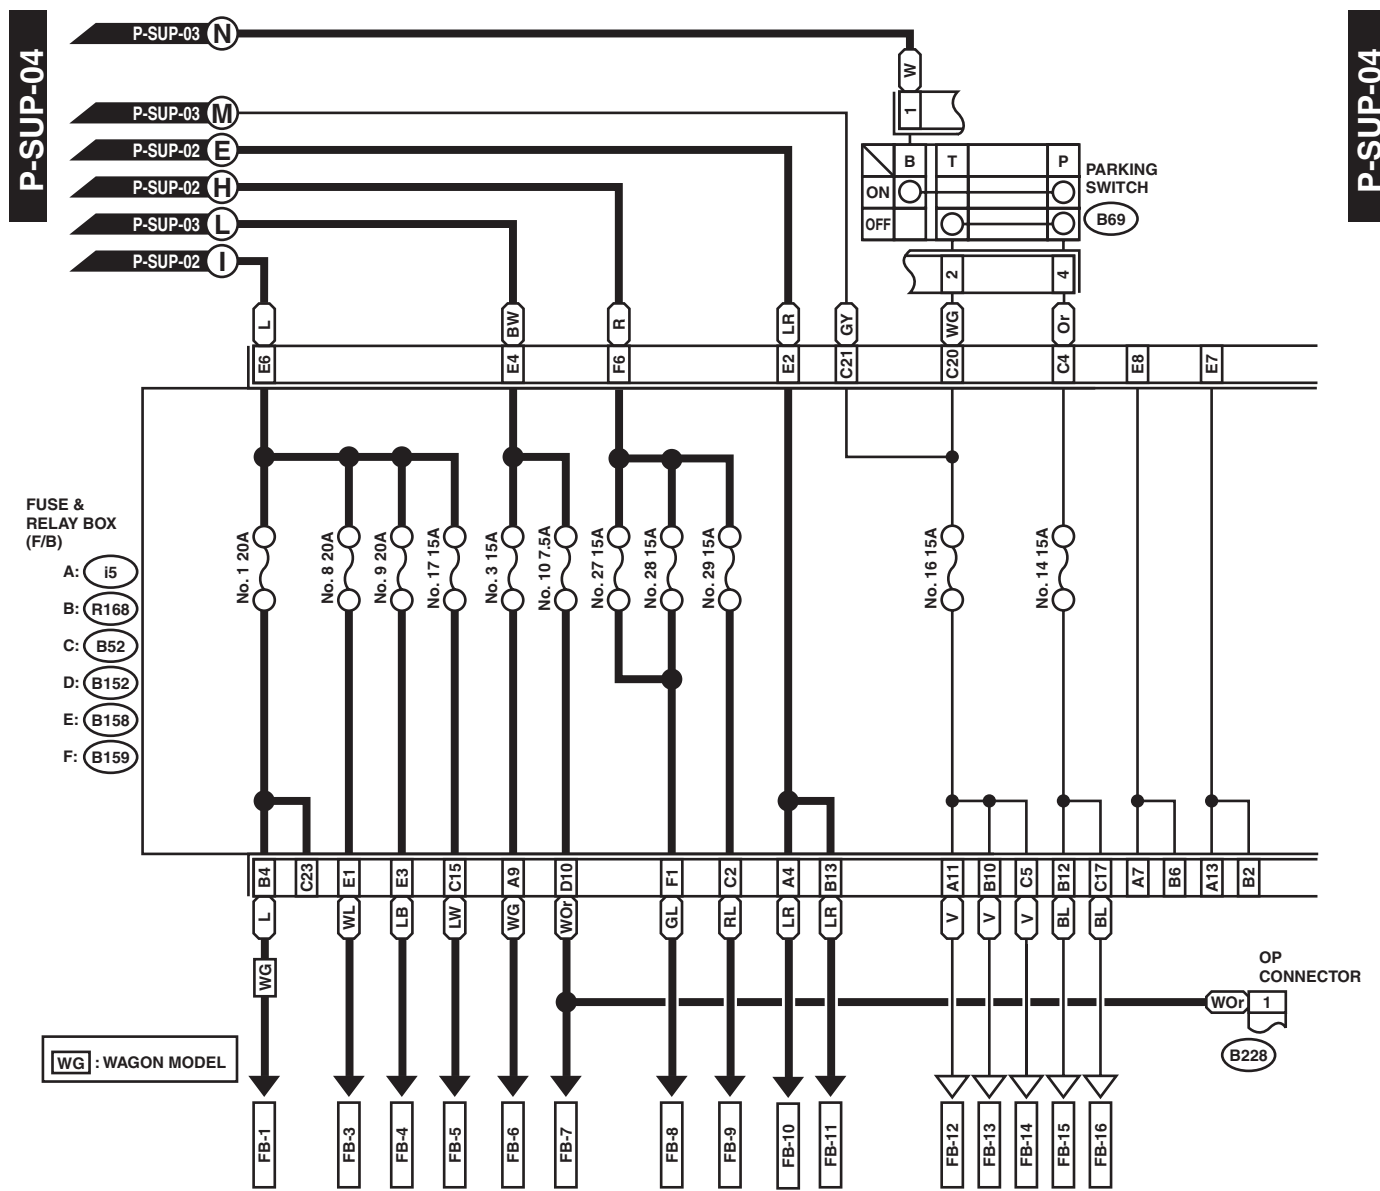 P-SUP-04
P-SUP-04
P-SUP-03 N
P-SUP-03 M
P-SUP-02 E
P-SUP-02 H
P-SUP-03 L
P-SUP-02 I
W
1
B T P
ON
OFF
PARKING
SWITCH
B69
2 4
L BW R LR GY WG Or
E6 E4 F6 E2 C21 C20 C4 E8 E7
FUSE &
RELAY BOX
(F/B)
A: i5
B: R168
C: B52
D: B152
E: B158
F: B159
No. 1 20A
No. 8 20A
No. 9 20A
No. 17 15A
No. 3 15A
No. 10 7.5A
No. 27 15A
No. 28 15A
No. 29 15A
No. 16 15A
No. 14 15A
B4 C23 E1 E3 C15 A9 D10 F1 C2 A4 B13 A11 B10 C5 B12 C17 A7 B6 A13 B2
L WL LB LW WG WOr GL RL LR LR V V V BL BL
WG
OP
CONNECTOR
WOr 1
B228
WG : WAGON MODEL
FB-1 FB-3 FB-4 FB-5 FB-6 FB-7 FB-8 FB-9 FB-10 FB-11 FB-12 FB-13 FB-14 FB-15 FB-16